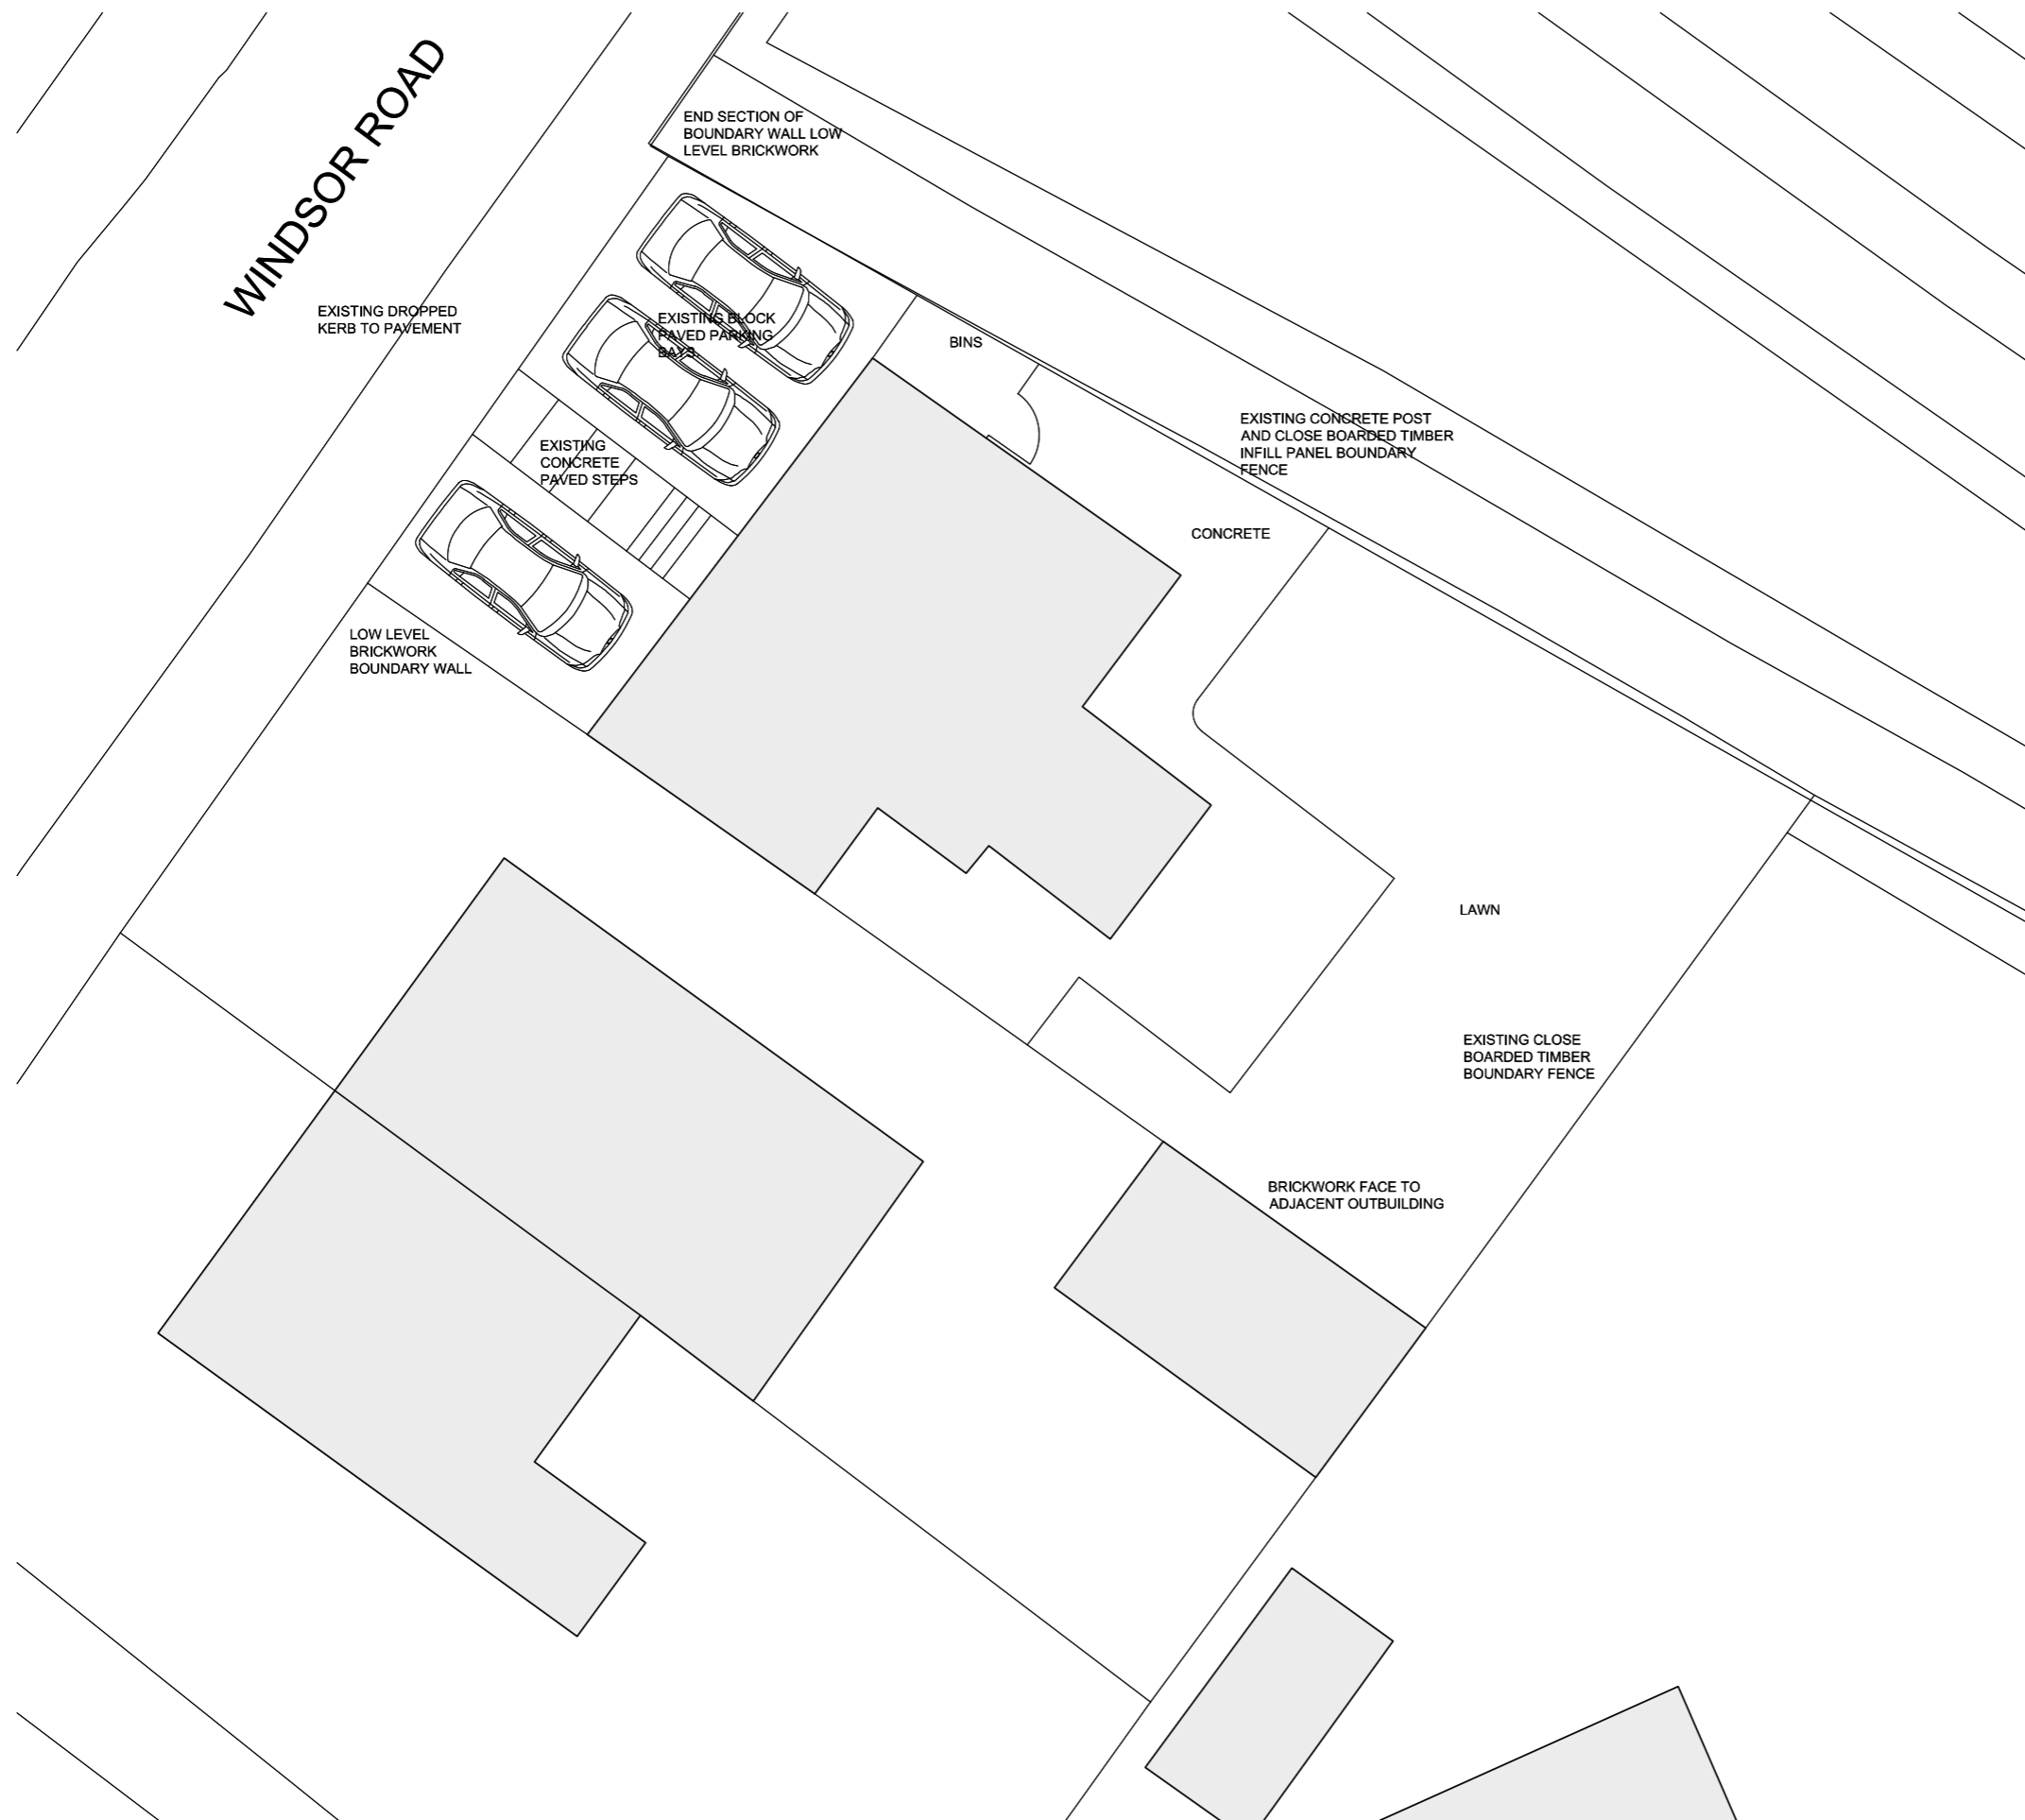 WINDSOR ROAD
END SECTION OF
BOUNDARY WALL LOW
LEVEL BRICKWORK
EXISTING DROPPED
KERB TO PAVEMENT
EXISTING BLOCK
PAVED PARKING
BAYS
BINS
EXISTING CONCRETE POST
AND CLOSE BOARDED TIMBER
INFILL PANEL BOUNDARY
FENCE
EXISTING
CONCRETE
PAVED STEPS
CONCRETE
LOW LEVEL
BRICKWORK
BOUNDARY WALL
LAWN
EXISTING CLOSE
BOARDED TIMBER
BOUNDARY FENCE
BRICKWORK FACE TO
ADJACENT OUTBUILDING